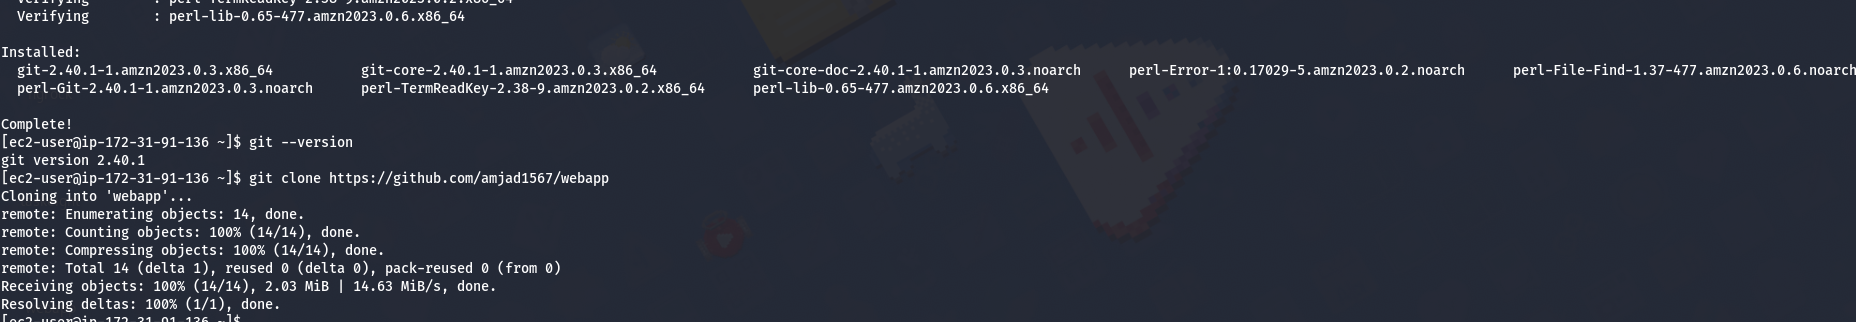 Verifying : perl-TermReadKey-2.38-9.amzn2023.0.2.x86_64
Verifying : perl-lib-0.65-477.amzn2023.0.6.x86_64
Installed:
git-2.40.1-1.amzn2023.0.3.x86_64 git-core-2.40.1-1.amzn2023.0.3.x86_64 git-core-doc-2.40.1-1.amzn2023.0.3.noarch perl-Error-1:0.17029-5.amzn2023.0.2.noarch perl-File-Find-1.37-477.amzn2023.0.6.noarch
perl-Git-2.40.1-1.amzn2023.0.3.noarch perl-TermReadKey-2.38-9.amzn2023.0.2.x86_64 perl-lib-0.65-477.amzn2023.0.6.x86_64
Complete!
[ec2-user@ip-172-31-91-136 ~]$ git --version
git version 2.40.1
[ec2-user@ip-172-31-91-136 ~]$ git clone https://github.com/amjad1567/webapp
Cloning into 'webapp'...
remote: Enumerating objects: 14, done.
remote: Counting objects: 100% (14/14), done.
remote: Compressing objects: 100% (14/14), done.
remote: Total 14 (delta 1), reused 0 (delta 0), pack-reused 0 (from 0)
Receiving objects: 100% (14/14), 2.03 MiB | 14.63 MiB/s, done.
Resolving deltas: 100% (1/1), done.
[ec2-user@ip-172-31-91-136 ~]$